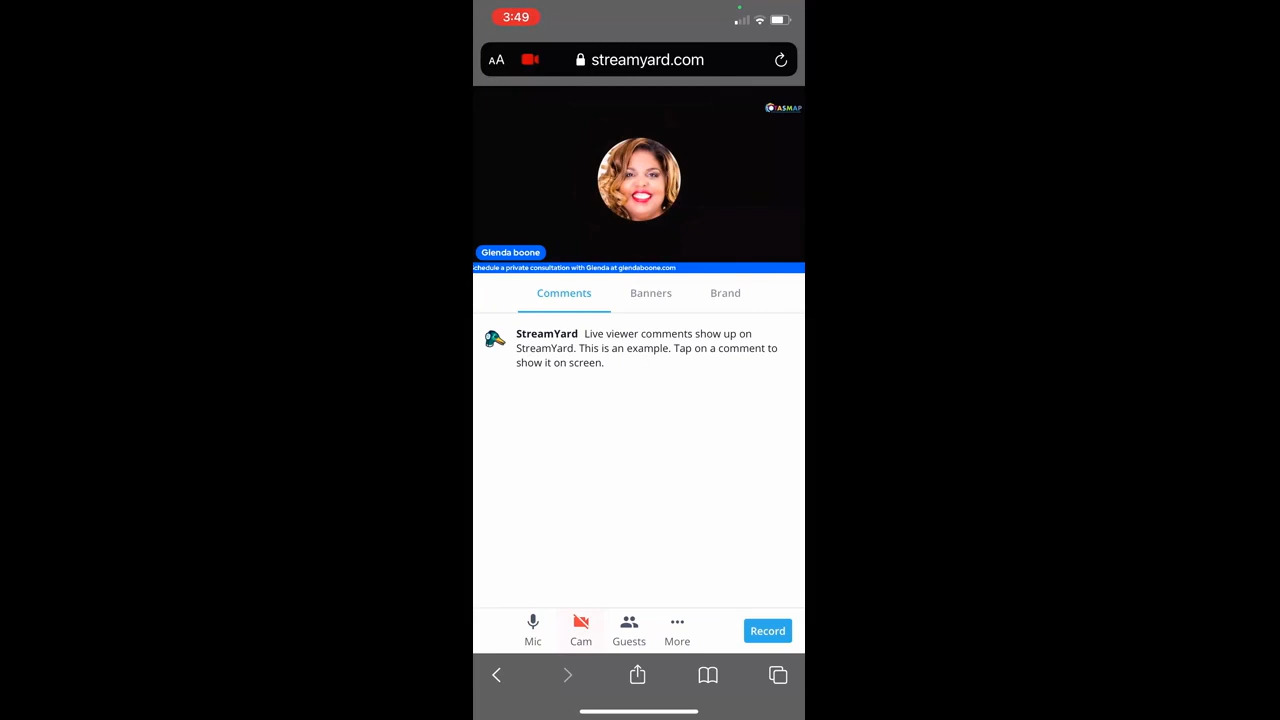 3:49
AA streamyard.com
ASMAP
Glenda boone
chedule a private consultation with Glenda at glendaboone.com
Comments Banners Brand
StreamYard Live viewer comments show up on
StreamYard. This is an example. Tap on a comment to
show it on screen.
Mic Cam Guests More Record